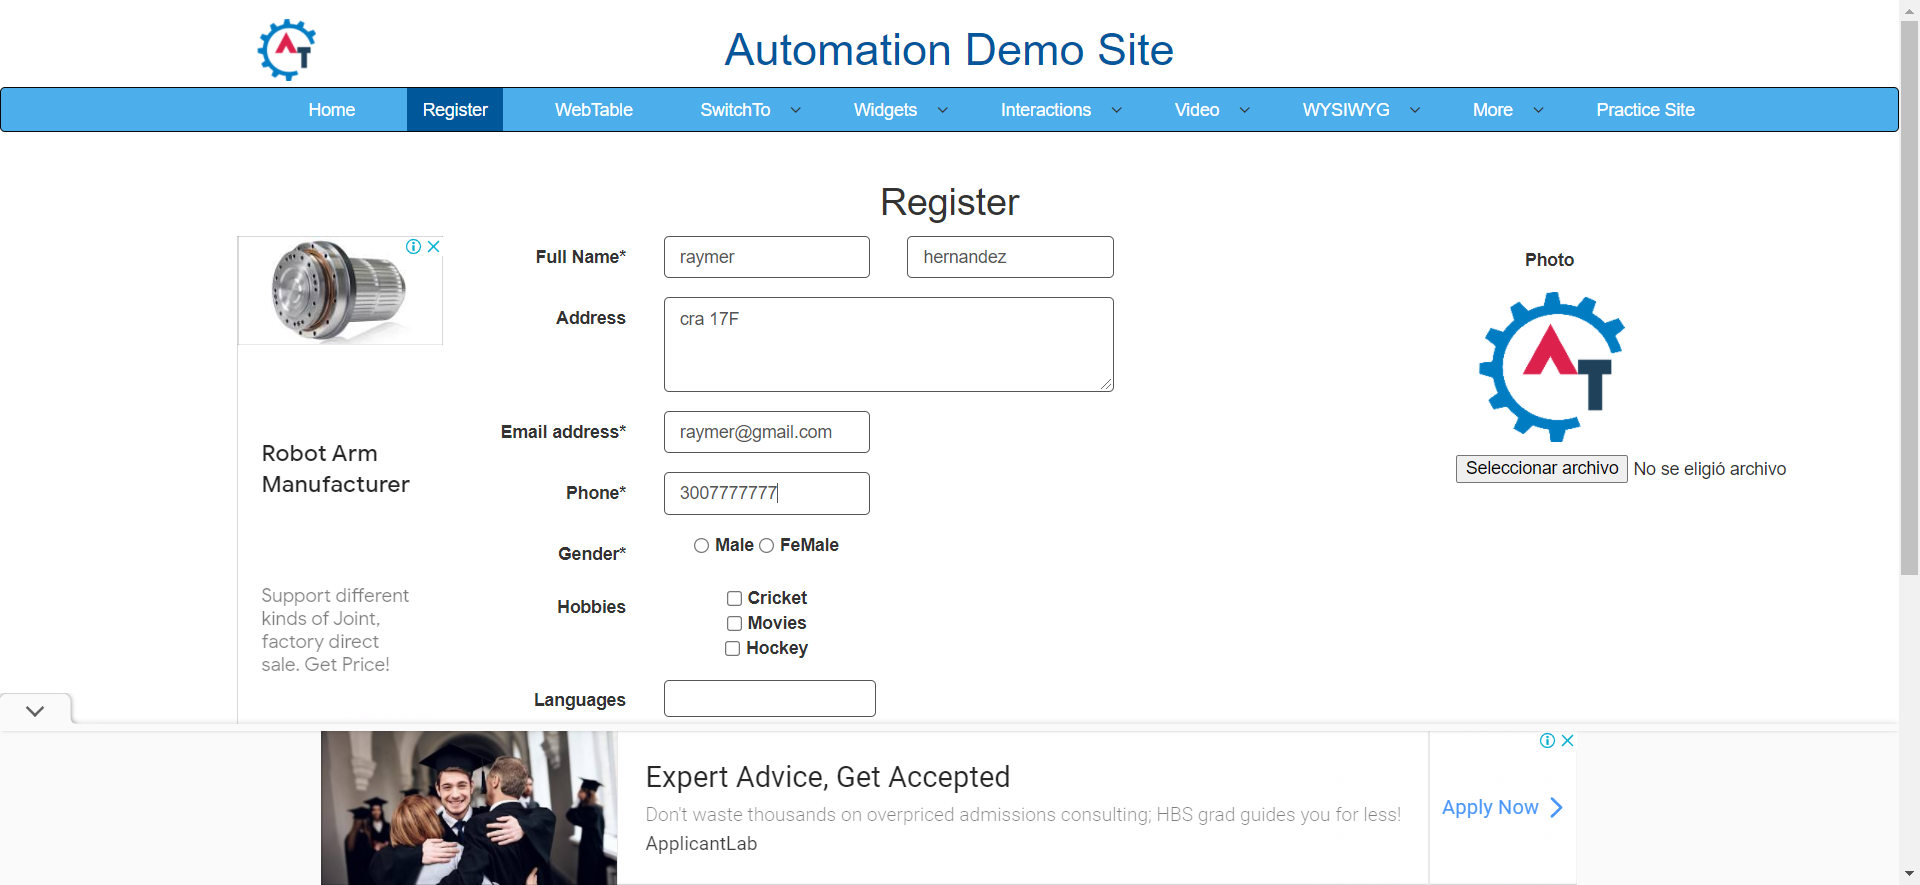 AT
Automation Demo Site
Home Register WebTable SwitchTo Widgets Interactions Video WYSIWYG More Practice Site
Register
Full Name* raymer hernandez
Photo
Address cra 17F
AT
Email address* raymer@gmail.com
Seleccionar archivo No se eligió archivo
Phone* 3007777777
Gender* Male FeMale
Hobbies Cricket
Movies
Hockey
Languages
Robot Arm
Manufacturer
Support different
kinds of Joint,
factory direct
sale. Get Price!
Expert Advice, Get Accepted
Don't waste thousands on overpriced admissions consulting; HBS grad guides you for less!
ApplicantLab
Apply Now